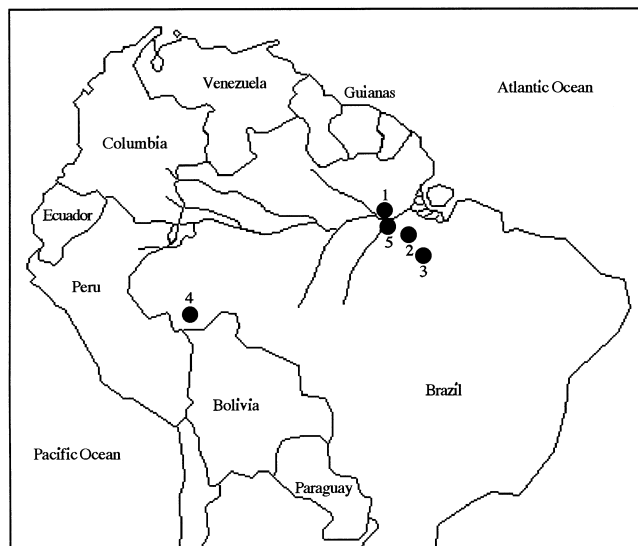 Venezuela
Guianas
Atlantic Ocean
Columbia
1
Ecuador
5
2
3
Peru
4
Brazil
Bolivia
Pacific Ocean
Paraguay